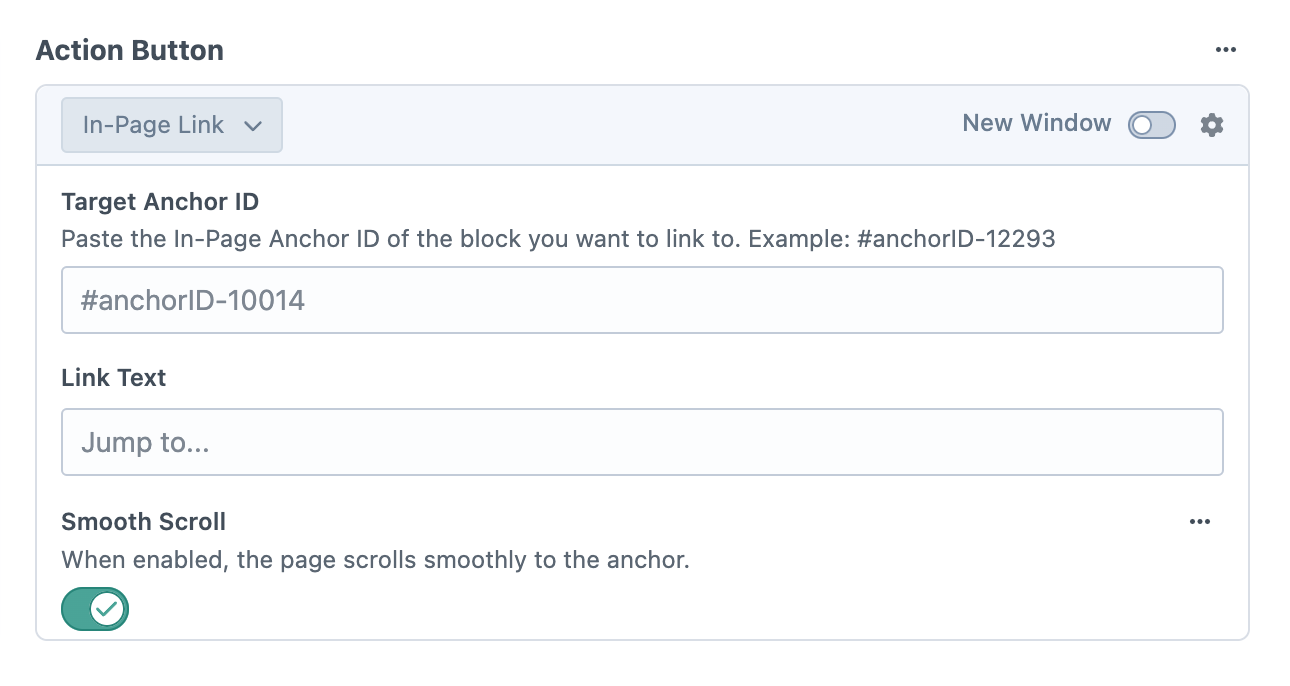 Action Button
In-Page Link
New Window
Target Anchor ID
Paste the In-Page Anchor ID of the block you want to link to. Example: #anchorID-12293
#anchorID-10014
Link Text
Jump to...
Smooth Scroll
When enabled, the page scrolls smoothly to the anchor.